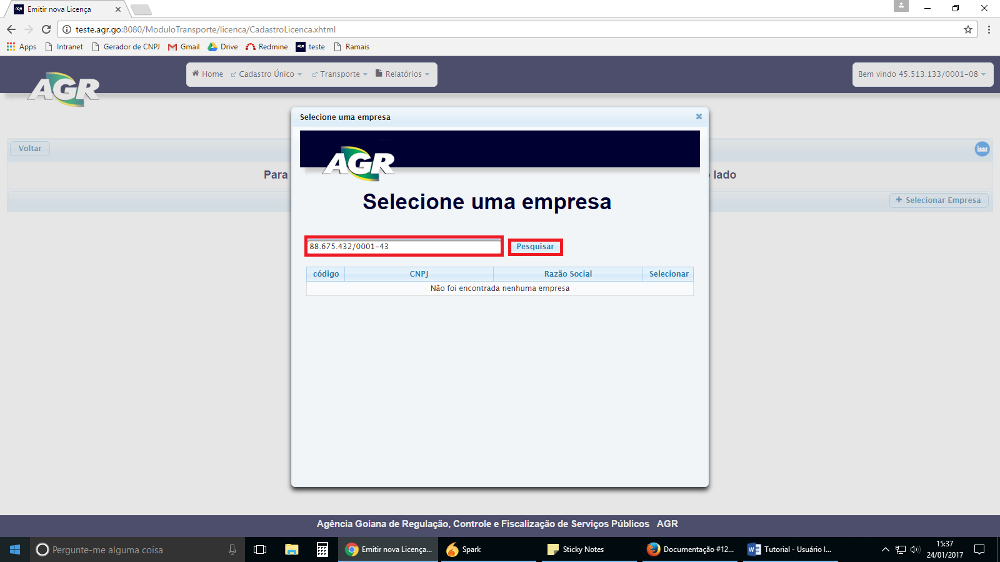 Emitir nova Licença
teste.agr.go:8080/ModuloTransporte/licenca/CadastroLicenca.xhtml
Apps Intranet Gerador de CNPJ Gmail Drive Redmine teste Ramais
AGR
Home Cadastro Único Transporte Relatórios
Bem vindo 45.513.133/0001-08
Selecione uma empresa
Voltar
AGR
Para
lado
Selecione uma empresa
+ Selecionar Empresa
88.675.432/0001-43
Pesquisar
código CNPJ Razão Social Selecionar
Não foi encontrada nenhuma empresa
Agência Goiana de Regulação, Controle e Fiscalização de Serviços Públicos AGR
Pergunte-me alguma coisa
Emitir nova Licença...
Spark
Sticky Notes
Documentação #12...
Tutorial - Usuário I...
15:37
24/01/2017